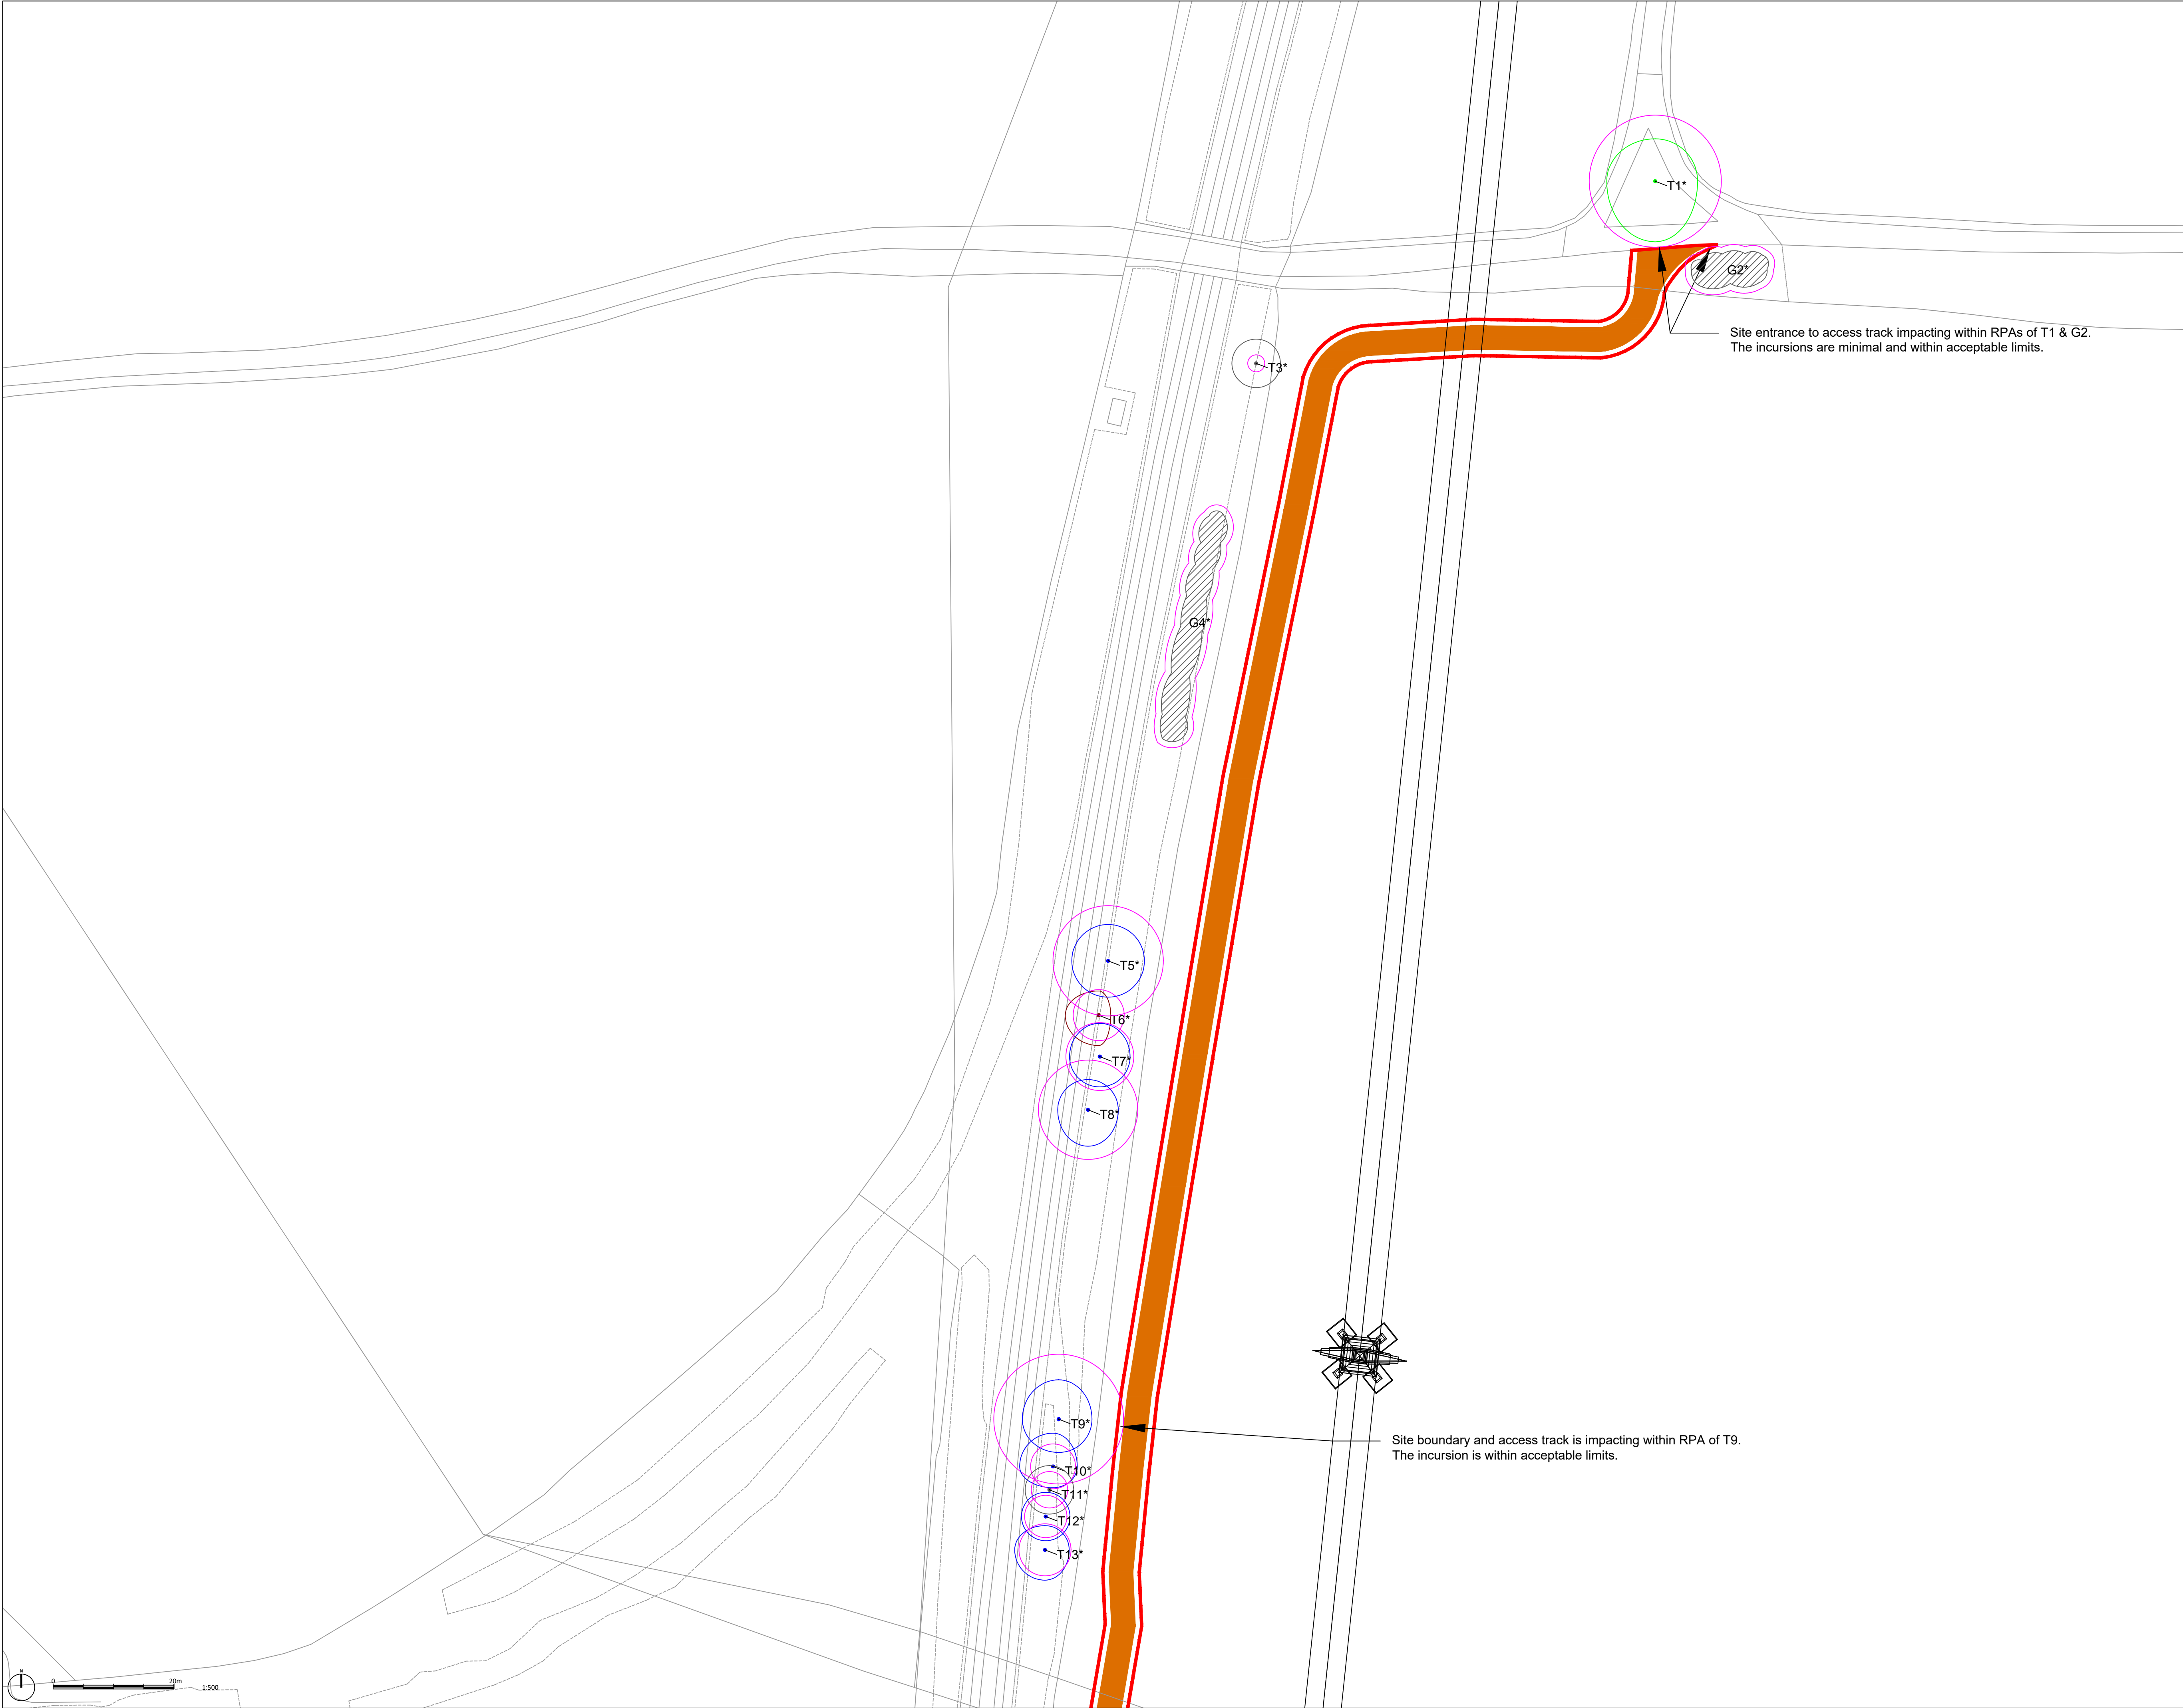 T1*
G2*
Site entrance to access track impacting within RPAs of T1 & G2.
The incursions are minimal and within acceptable limits.
T3*
G4*
T5*
T6*
T7*
T8*
T9*
Site boundary and access track is impacting within RPA of T9.
The incursion is within acceptable limits.
T10*
T11*
T12*
T13*
N
0 20m
1:500